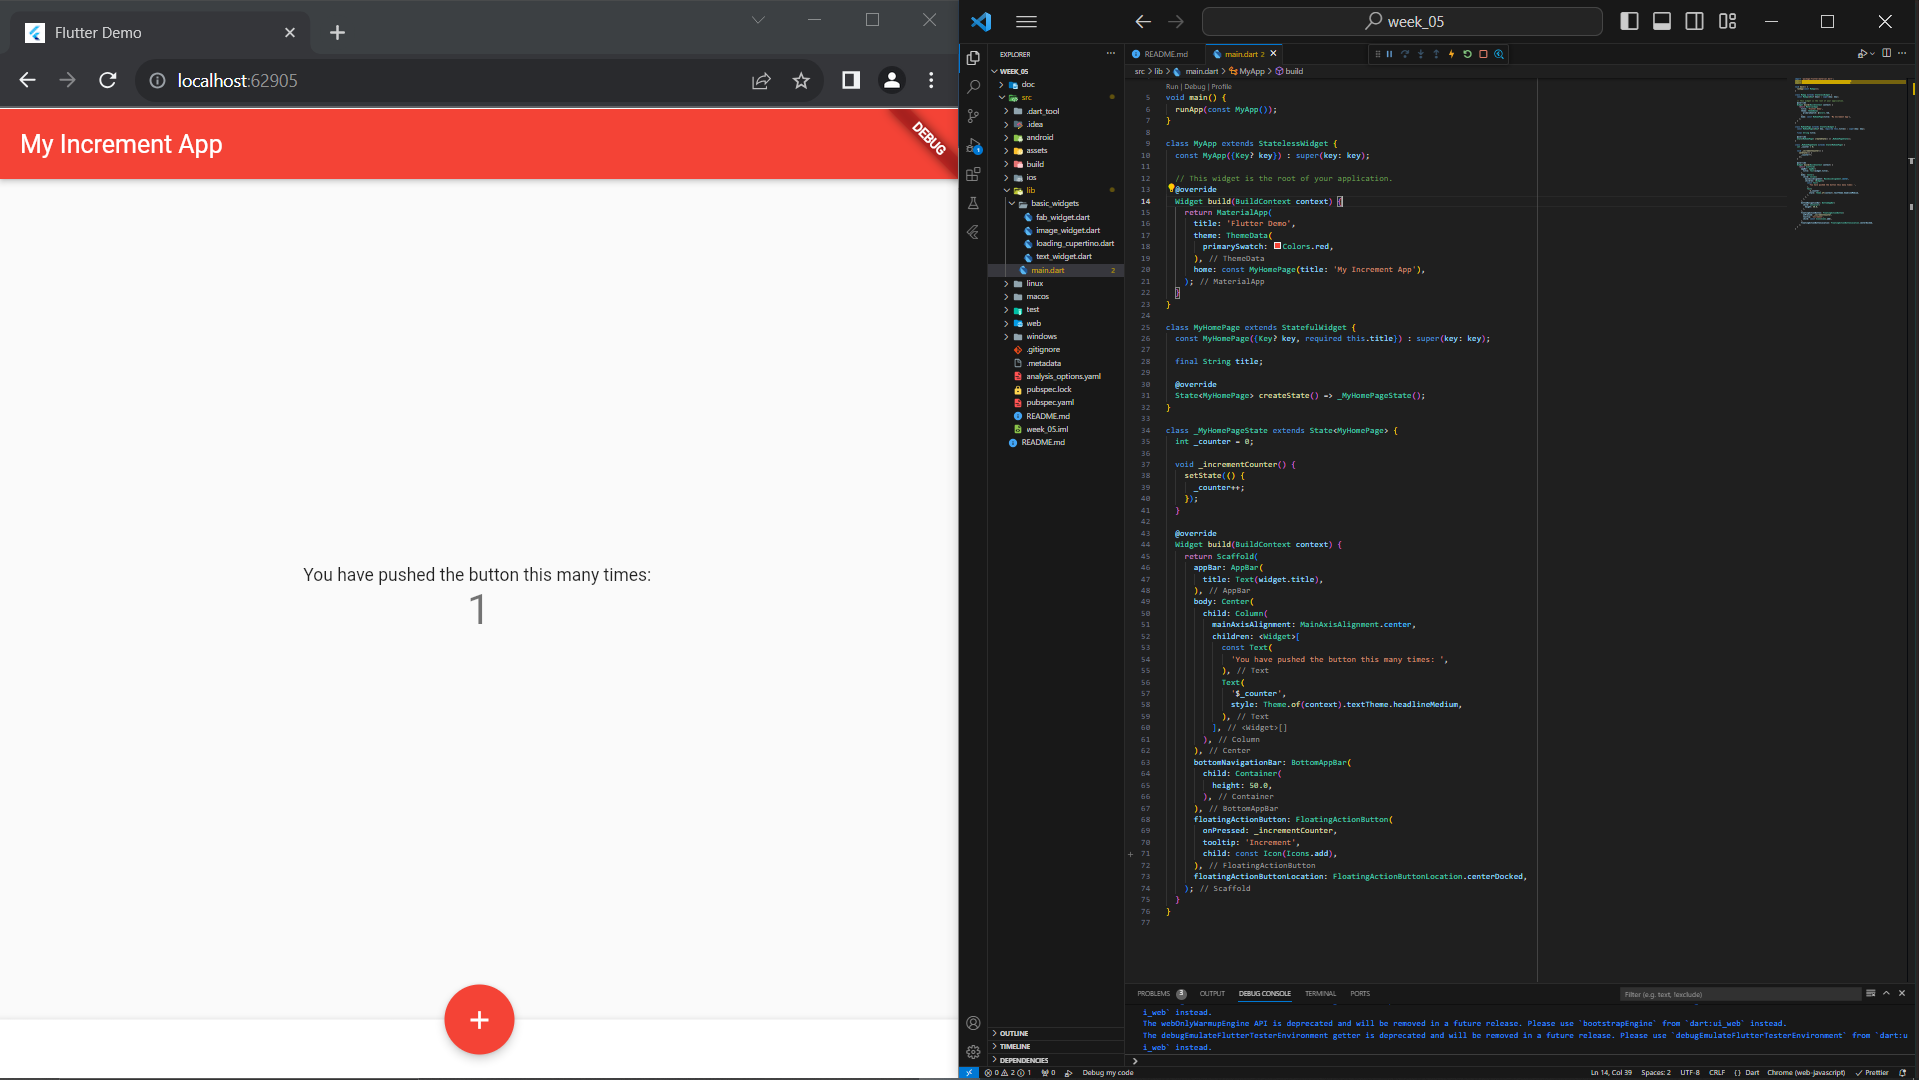 Flutter Demo
localhost:62905
My Increment App
DEBUG
You have pushed the button this many times:
1
+
week_05
EXPLORER
WEEK_05
doc
src
.dart_tool
.idea
android
assets
build
ios
lib
basic_widgets
fab_widget.dart
image_widget.dart
loading_cupertino.dart
text_widget.dart
main.dart 2
linux
macos
test
web
windows
.gitignore
.metadata
analysis_options.yaml
pubspec.lock
pubspec.yaml
README.md
week_05.iml
README.md
OUTLINE
TIMELINE
DEPENDENCIES
README.md
main.dart 2
src > lib > main.dart > MyApp > build
Run | Debug | Profile
5 void main() {
6 runApp(const MyApp());
7 }
8
9 class MyApp extends StatelessWidget {
10 const MyApp({Key? key}) : super(key: key);
11
12 // This widget is the root of your application.
13 @override
14 Widget build(BuildContext context) {
15 return MaterialApp(
16 title: 'Flutter Demo',
17 theme: ThemeData(
18 primarySwatch: Colors.red,
19 ), // ThemeData
20 home: const MyHomePage(title: 'My Increment App'),
21 ); // MaterialApp
22 }
23 }
24
25 class MyHomePage extends StatefulWidget {
26 const MyHomePage({Key? key, required this.title}) : super(key: key);
27
28 final String title;
29
30 @override
31 State<MyHomePage> createState() => _MyHomePageState();
32 }
33
34 class _MyHomePageState extends State<MyHomePage> {
35 int _counter = 0;
36
37 void _incrementCounter() {
38 setState(() {
39 _counter++;
40 });
41 }
42
43 @override
44 Widget build(BuildContext context) {
45 return Scaffold(
46 appBar: AppBar(
47 title: Text(widget.title),
48 ), // AppBar
49 body: Center(
50 child: Column(
51 mainAxisAlignment: MainAxisAlignment.center,
52 children: <Widget>[
53 const Text(
54 'You have pushed the button this many times: ',
55 ), // Text
56 Text(
57 '$_counter',
58 style: Theme.of(context).textTheme.headlineMedium,
59 ), // Text
60 ], // <Widget>[]
61 ), // Column
62 ), // Center
63 bottomNavigationBar: BottomAppBar(
64 child: Container(
65 height: 50.0,
66 ), // Container
67 ), // BottomAppBar
68 floatingActionButton: FloatingActionButton(
69 onPressed: _incrementCounter,
70 tooltip: 'Increment',
71 child: const Icon(Icons.add),
72 ), // FloatingActionButton
73 floatingActionButtonLocation: FloatingActionButtonLocation.centerDocked,
74 ); // Scaffold
75 }
76 }
77
PROBLEMS 3 OUTPUT DEBUG CONSOLE TERMINAL PORTS
Filter (e.g. text, !exclude)
i_web` instead.
The webOnlyWarmupEngine API is deprecated and will be removed in a future release. Please use `bootstrapEngine` from `dart:ui_web` instead.
The debugEmulateFlutterTesterEnvironment getter is deprecated and will be removed in a future release. Please use `debugEmulateFlutterTesterEnvironment` from `dart:u
i_web` instead.
0 2 1 0 Debug my code
Ln 14, Col 39 Spaces: 2 UTF-8 CRLF {} Dart Chrome (web-javascript) Prettier